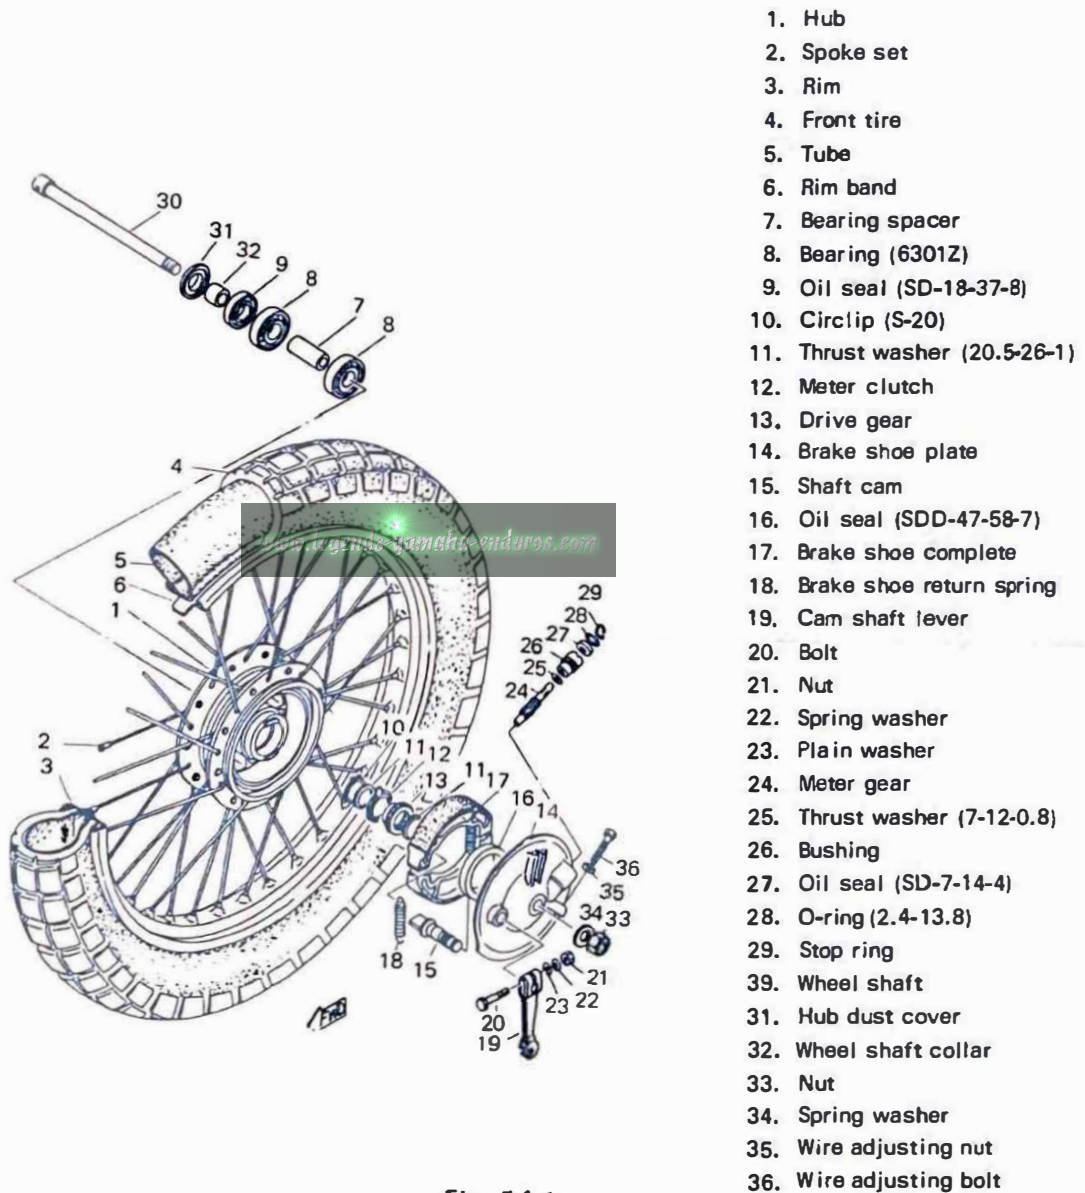 1. Hub
2. Spoke set
3. Rim
4. Front tire
5. Tube
6. Rim band
7. Bearing spacer
8. Bearing (6301Z)
9. Oil seal (SD-18-37-8)
10. Circlip (S-20)
11. Thrust washer (20.5-26-1)
12. Meter clutch
13. Drive gear
14. Brake shoe plate
15. Shaft cam
16. Oil seal (SDD-47-58-7)
17. Brake shoe complete
18. Brake shoe return spring
19. Cam shaft lever
20. Bolt
21. Nut
22. Spring washer
23. Plain washer
24. Meter gear
25. Thrust washer (7-12-0.8)
26. Bushing
27. Oil seal (SD-7-14-4)
28. O-ring (2.4-13.8)
29. Stop ring
39. Wheel shaft
31. Hub dust cover
32. Wheel shaft collar
33. Nut
34. Spring washer
35. Wire adjusting nut
36. Wire adjusting bolt
30
31
32
9
8
7
8
4
www.legends-yamaha-enduros.com
5
6
1
29
28
27
26
25
24
2
3
10
11
12
13
11
17
16
14
36
35
34
33
18
15
21
22
23
20
19
FWD